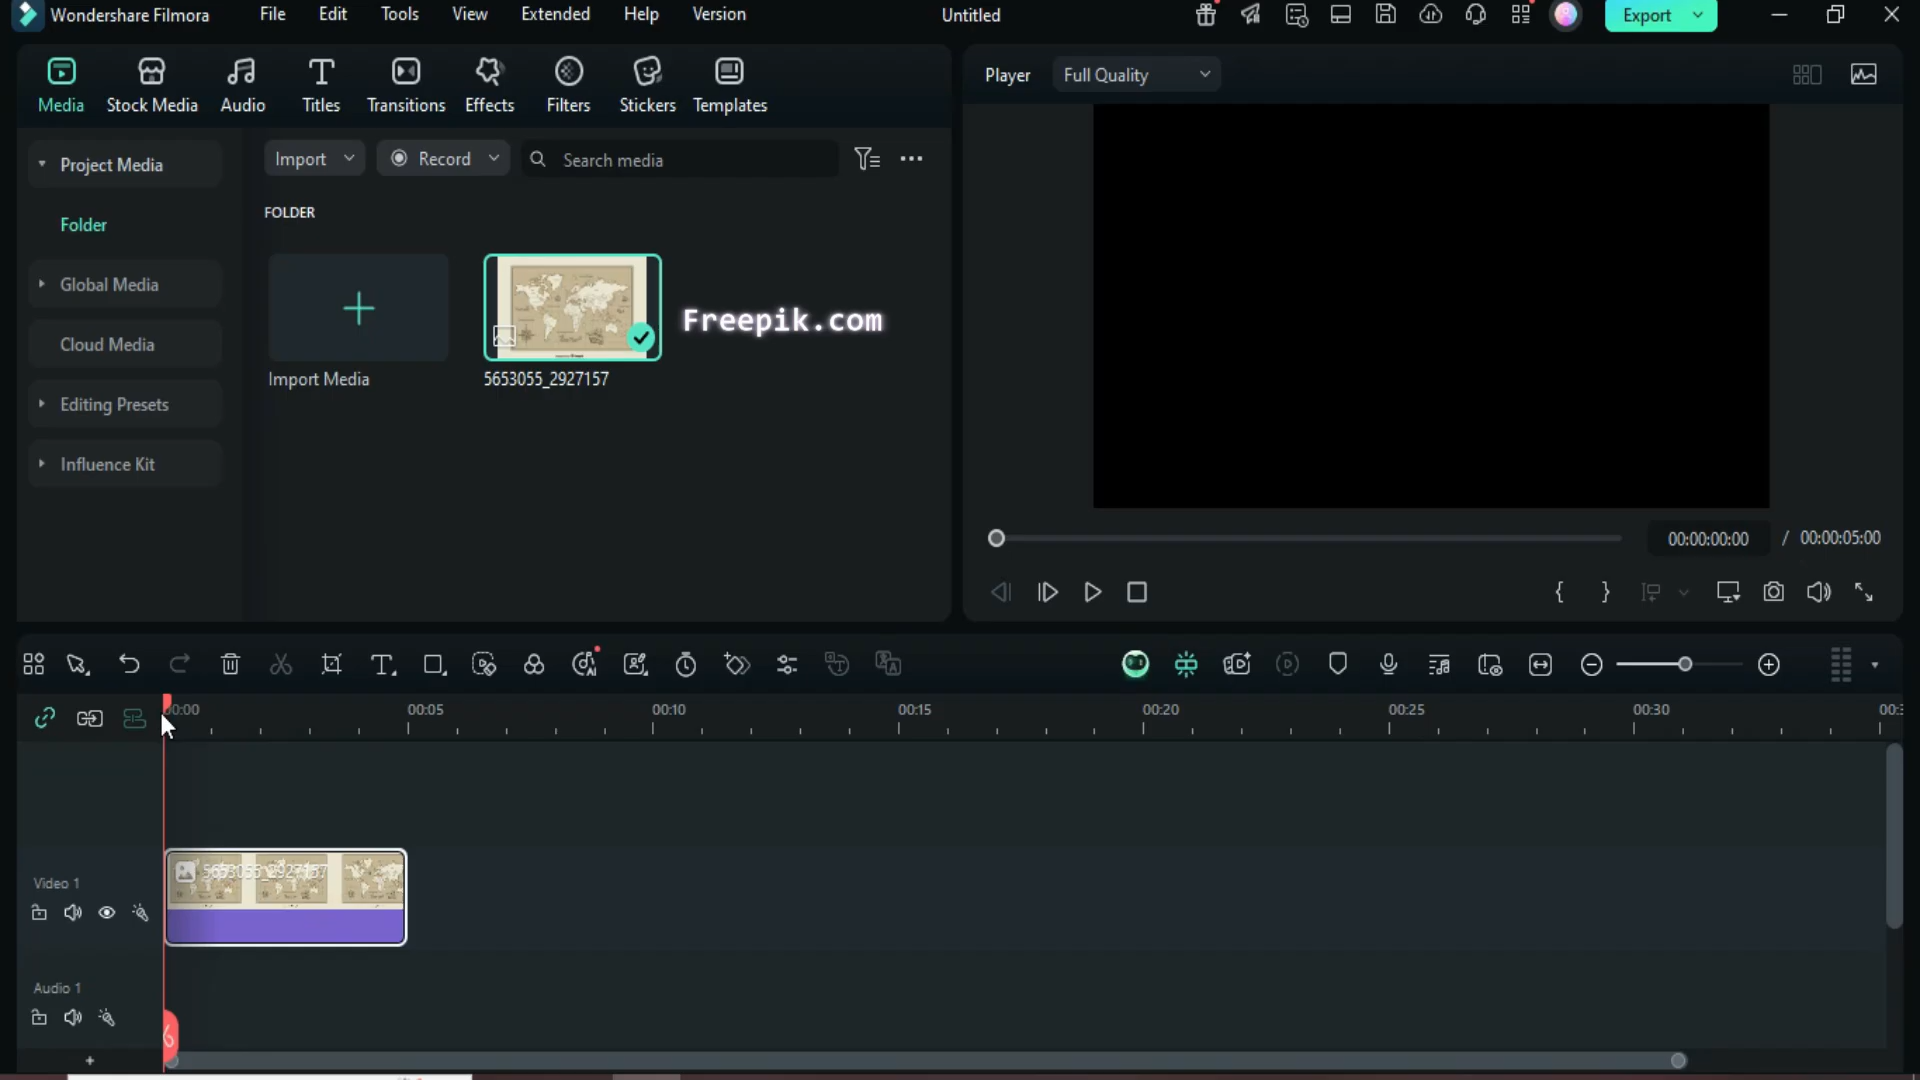 Wondershare Filmora
File
Edit
Tools
View
Extended
Help
Version
Untitled
Export
Media
Stock Media
Audio
Titles
Transitions
Effects
Filters
Stickers
Templates
Player
Full Quality
Project Media
Folder
Global Media
Cloud Media
Editing Presets
Influence Kit
Import
Record
Search media
FOLDER
Freepik.com
Import Media
5653055_2927157
00:00:00:00 / 00:00:05:00
00:00
00:05
00:10
00:15
00:20
00:25
00:30
5653055_2927157
Video 1
Audio 1